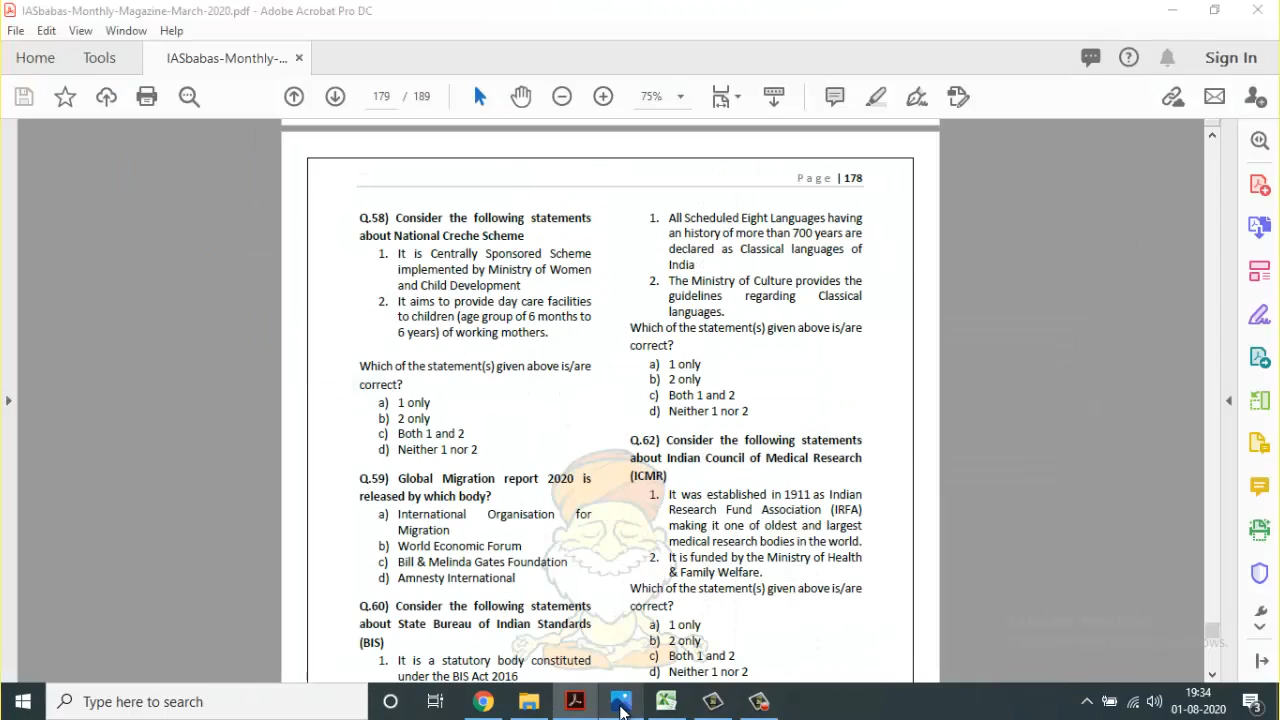 IASbabas-Monthly-Magazine-March-2020.pdf - Adobe Acrobat Pro DC
File Edit View Window Help
Home Tools IASbabas-Monthly-... × Sign In
179 / 189 75%
Page | 178
Q.58) Consider the following statements
about National Creche Scheme
1. It is Centrally Sponsored Scheme
implemented by Ministry of Women
and Child Development
2. It aims to provide day care facilities
to children (age group of 6 months to
6 years) of working mothers.
Which of the statement(s) given above is/are
correct?
a) 1 only
b) 2 only
c) Both 1 and 2
d) Neither 1 nor 2
Q.59) Global Migration report 2020 is
released by which body?
a) International Organisation for
Migration
b) World Economic Forum
c) Bill & Melinda Gates Foundation
d) Amnesty International
Q.60) Consider the following statements
about State Bureau of Indian Standards
(BIS)
1. It is a statutory body constituted
under the BIS Act 2016
1. All Scheduled Eight Languages having
an history of more than 700 years are
declared as Classical languages of
India
2. The Ministry of Culture provides the
guidelines regarding Classical
languages.
Which of the statement(s) given above is/are
correct?
a) 1 only
b) 2 only
c) Both 1 and 2
d) Neither 1 nor 2
Q.62) Consider the following statements
about Indian Council of Medical Research
(ICMR)
1. It was established in 1911 as Indian
Research Fund Association (IRFA)
making it one of oldest and largest
medical research bodies in the world.
2. It is funded by the Ministry of Health
& Family Welfare.
Which of the statement(s) given above is/are
correct?
a) 1 only
b) 2 only
c) Both 1 and 2
d) Neither 1 nor 2
Type here to search
19:34
01-08-2020
3